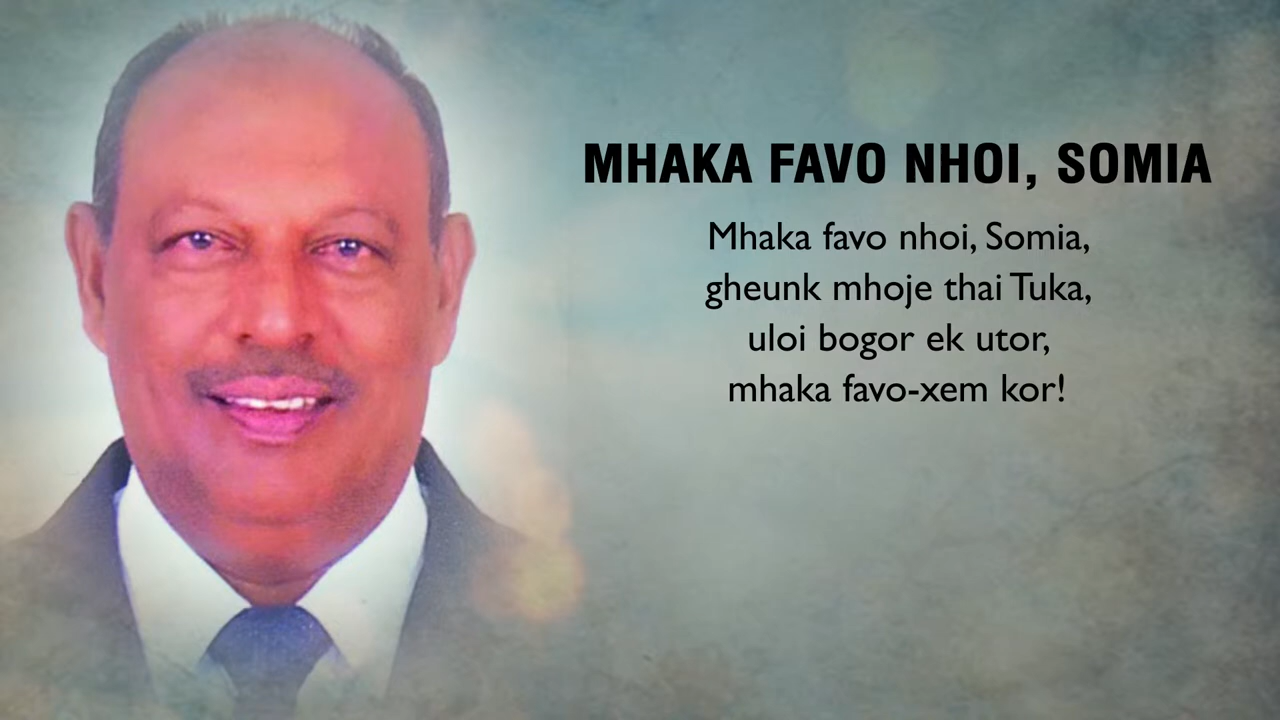 MHAKA FAVO NHOI, SOMIA
Mhaka favo nhoi, Somia,
gheunk mhoje thai Tuka,
uloi bogor ek utor,
mhaka favo-xem kor!